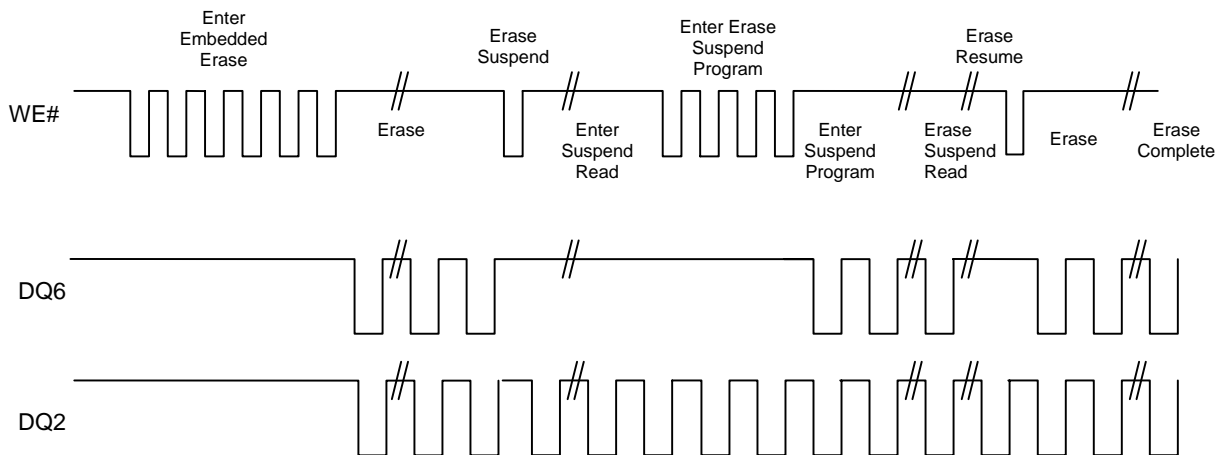 Enter
Embedded
Erase
Erase
Suspend
Enter Erase
Suspend
Program
Erase
Resume
WE#
Erase
Enter
Suspend
Read
Enter
Suspend
Program
Erase
Suspend
Read
Erase
Erase
Complete
DQ6
DQ2